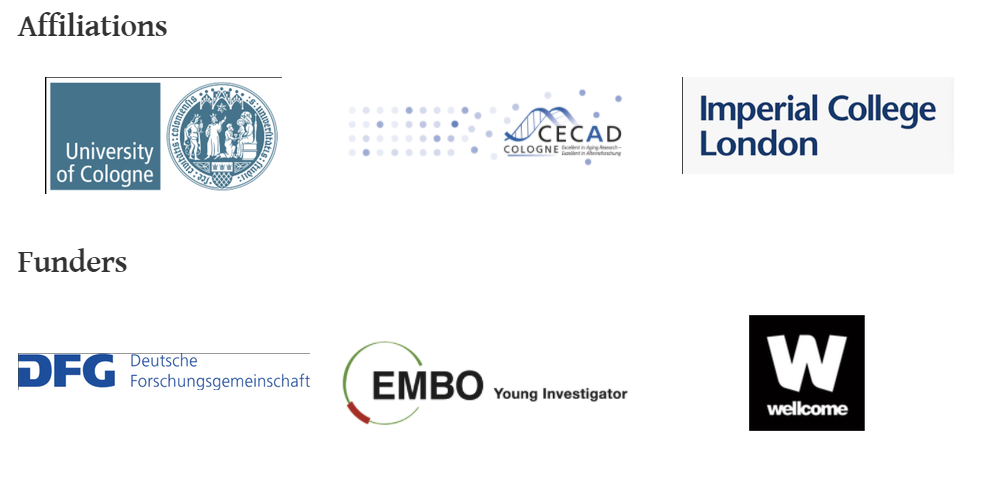 Affiliations
University
of Cologne
CECAD
COLOGNE Excellent in Aging Research –
Exzellent in Alternsforschung
Imperial College
London
Funders
DFG Deutsche
Forschungsgemeinschaft
EMBO Young Investigator
W
wellcome